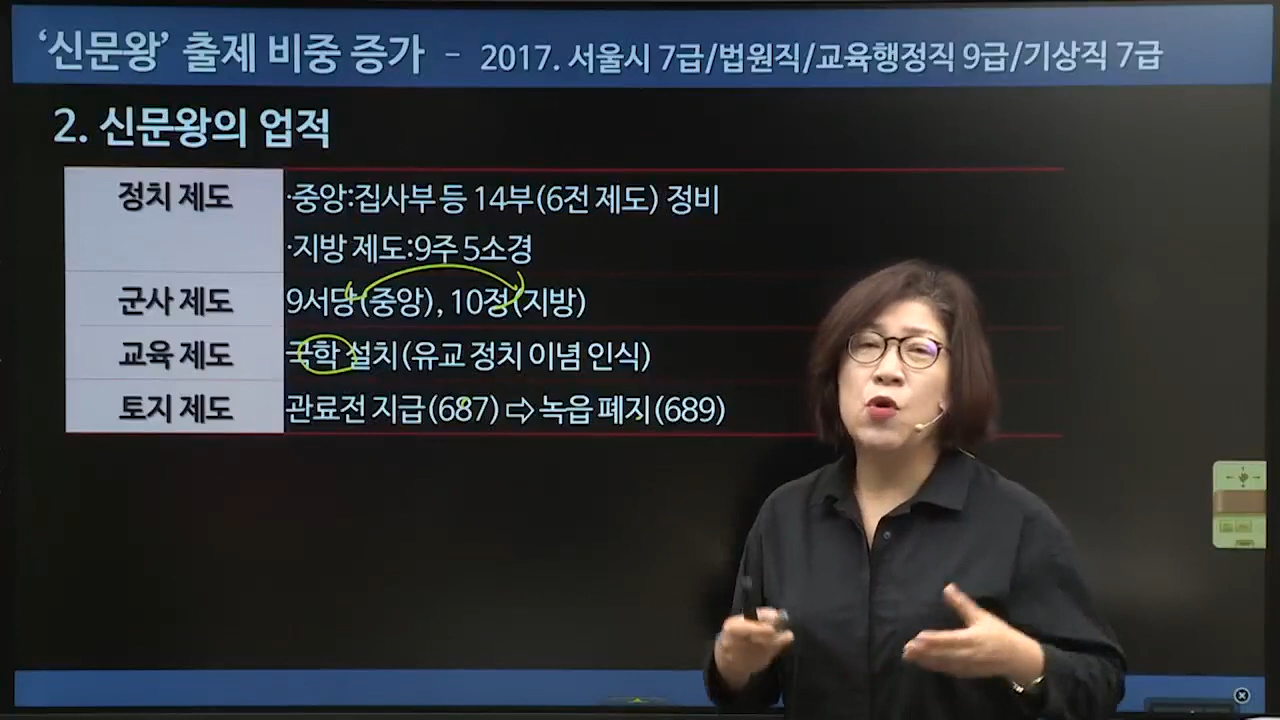 ‘신문왕’ 출제 비중 증가 - 2017. 서울시 7급/법원직/교육행정직 9급/기상직 7급
2. 신문왕의 업적
정치 제도 ·중앙:집사부 등 14부(6전 제도) 정비
·지방 제도:9주 5소경
군사 제도 9서당(중앙), 10정(지방)
교육 제도 국학 설치(유교 정치 이념 인식)
토지 제도 관료전 지급(687) ⇨ 녹읍 폐지(689)